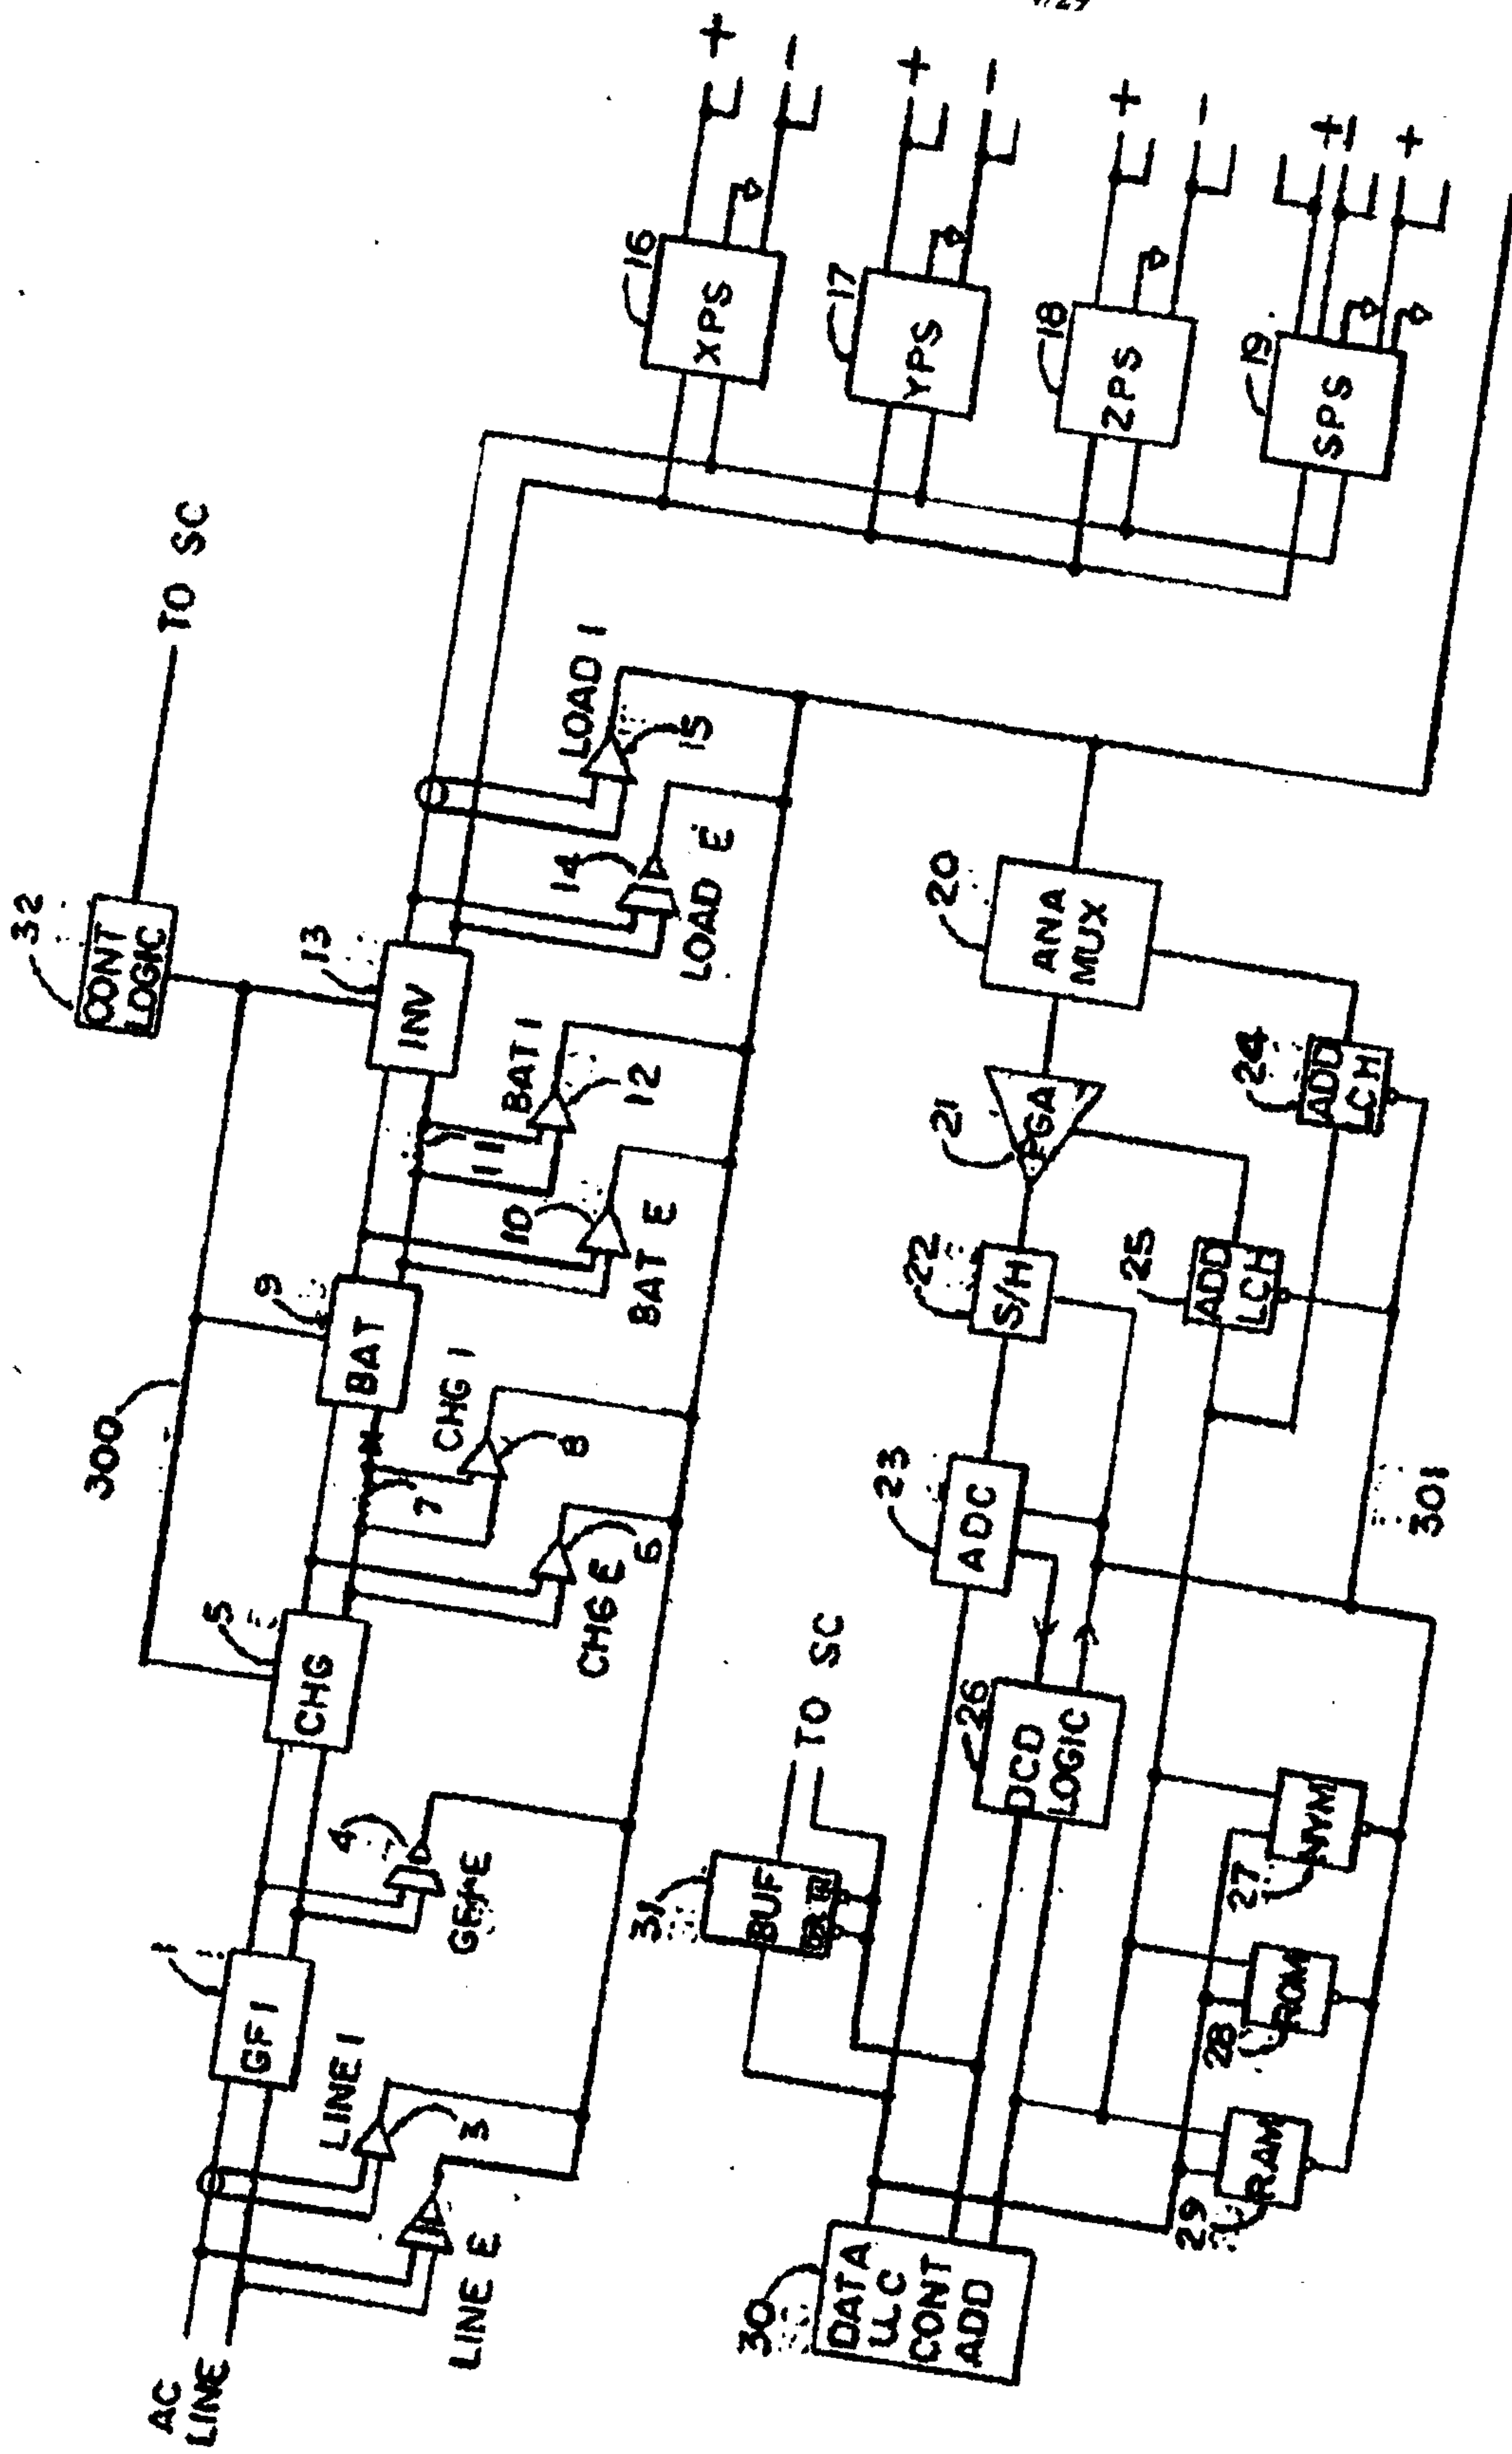 AC
LINE
LINE E
LINE I
3
1
GFI
4
GFI E
300
5
CHG
CHG E
6
7
CHG I
8
9
BAT
BAT E
10
11
BAT I
12
32
CONT
LOGIC
TO SC
13
INV
14
LOAD E
LOAD I
15
16
XPS
+
-
17
YPS
+
-
18
ZPS
+
-
19
SPS
+
±
+
20
ANA
MUX
21
PGA
22
S/H
23
ADC
24
ADD
LCH
25
ADD
LCH
301
26
DCD
LOGIC
TO SC
31
BUF
27
NVM
28
ROM
29
RAM
30
DATA
ULC
CONT
ADD